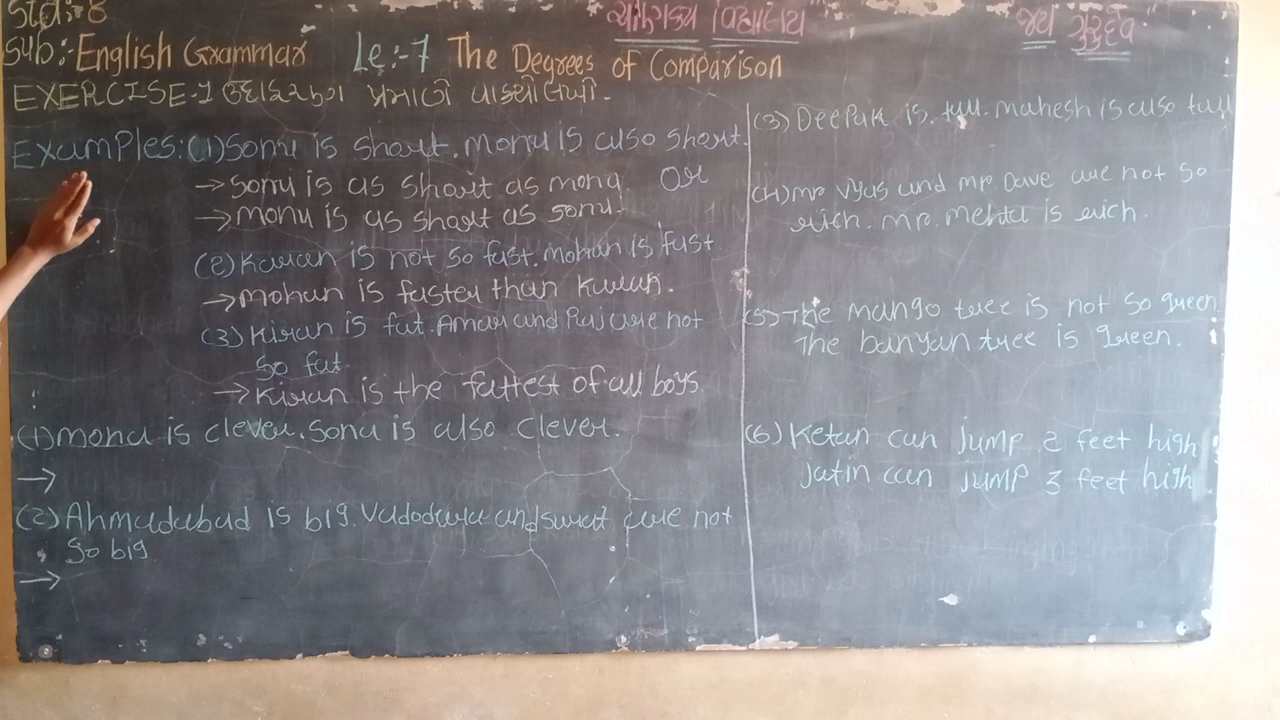 Std:- 8
ચાણક્ય વિદ્યાલય
જય ગુરુદેવ
Sub:- English Grammar Le:-7 The Degrees of Comparison
EXERCISE-1 ઉદાહરણ પ્રમાણે વાક્યો લખો.
Examples:(1) Sonu is short. Monu is also short.
→ Sonu is as short as monu. Or
→ monu is as short as sonu.
(2) Karan is not so fast. mohan is fast
→ mohan is faster than Karan.
(3) Kiran is fat. Amar and Raj are not
so fat.
→ Kiran is the fattest of all boys.
(1) mona is clever. Sona is also clever.
→
(2) Ahmadabad is big. Vadodara and surat are not
so big
→
(3) Deepak is tall. mahesh is also tall
(4) mr vyas and mr Dave are not so
rich. mr. mehta is rich.
(5) The mango tree is not so green
The banyan tree is green.
(6) Ketan can jump 2 feet high
jatin can jump 3 feet high.